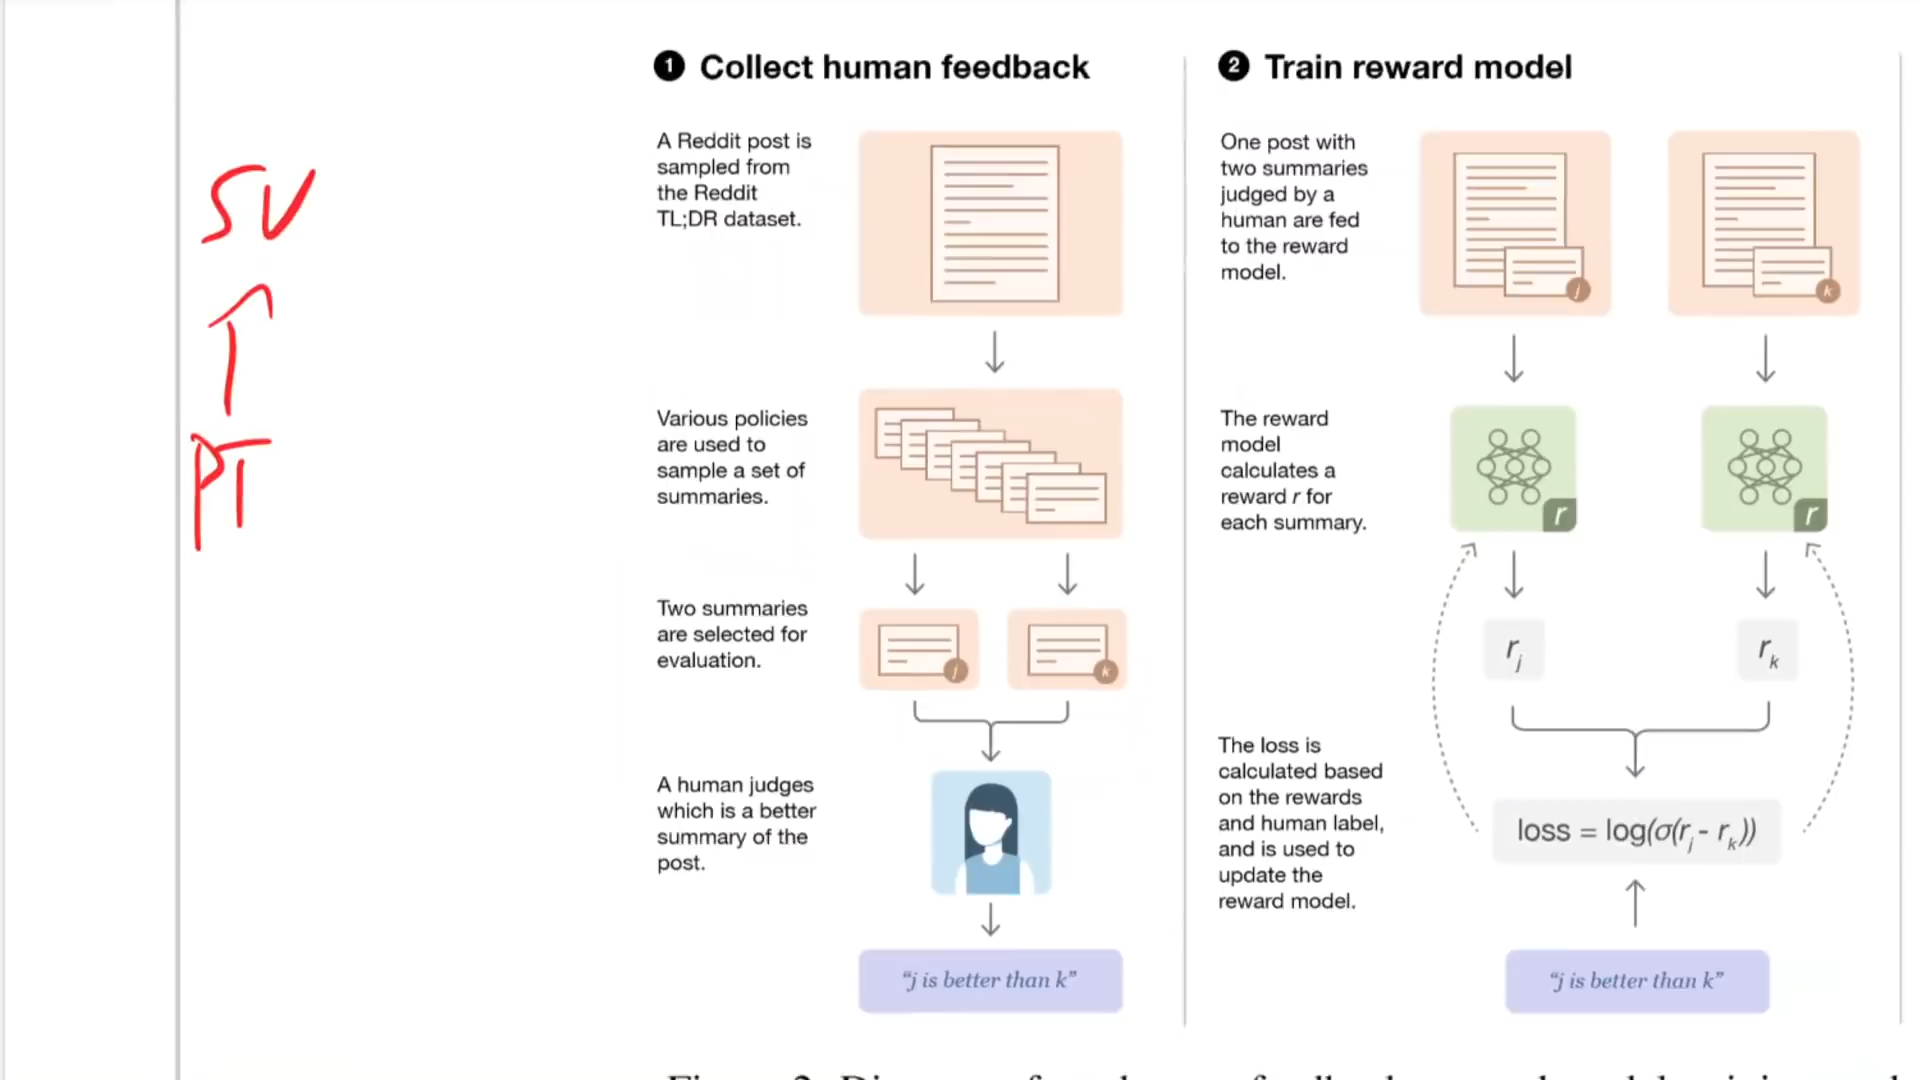 SV
PT
1 Collect human feedback
A Reddit post is
sampled from
the Reddit
TL;DR dataset.
Various policies
are used to
sample a set of
summaries.
Two summaries
are selected for
evaluation.
j
k
A human judges
which is a better
summary of the
post.
"j is better than k"
2 Train reward model
One post with
two summaries
judged by a
human are fed
to the reward
model.
j
k
The reward
model
calculates a
reward r for
each summary.
r
r
rj
rk
The loss is
calculated based
on the rewards
and human label,
and is used to
update the
reward model.
loss = log(σ(rj - rk))
"j is better than k"